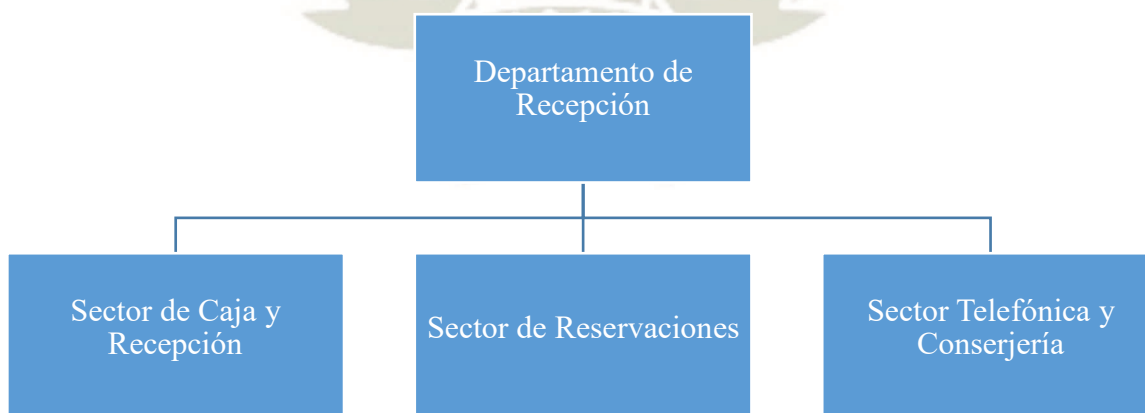 Departamento de
Recepción
Sector de Caja y
Recepción
Sector de Reservaciones
Sector Telefónica y
Conserjería